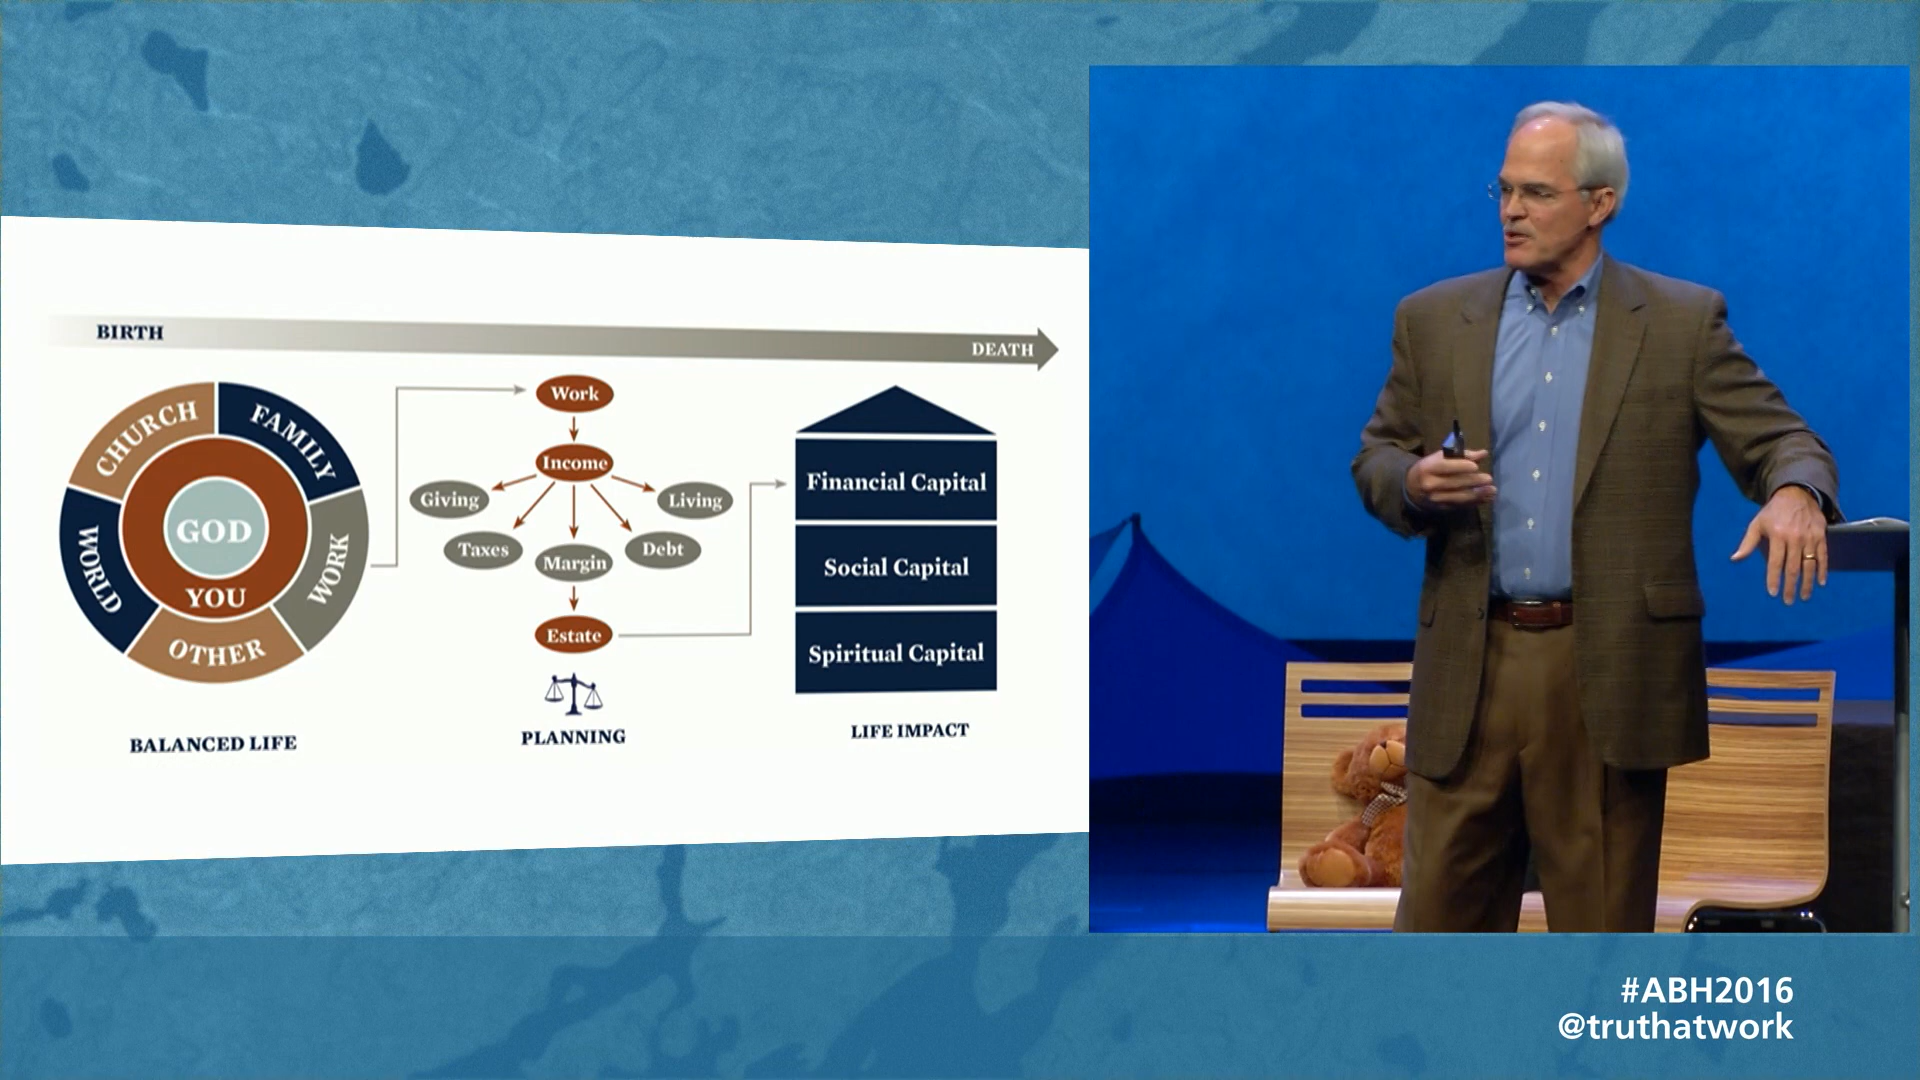 BIRTH
DEATH
CHURCH
FAMILY
WORLD
GOD
WORK
YOU
OTHER
BALANCED LIFE
Work
Income
Giving
Living
Taxes
Debt
Margin
Estate
PLANNING
Financial Capital
Social Capital
Spiritual Capital
LIFE IMPACT
#ABH2016
@truthatwork